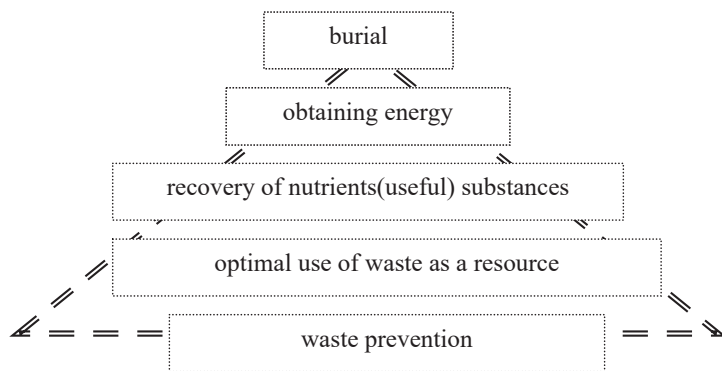 burial
obtaining energy
recovery of nutrients(useful) substances
optimal use of waste as a resource
waste prevention